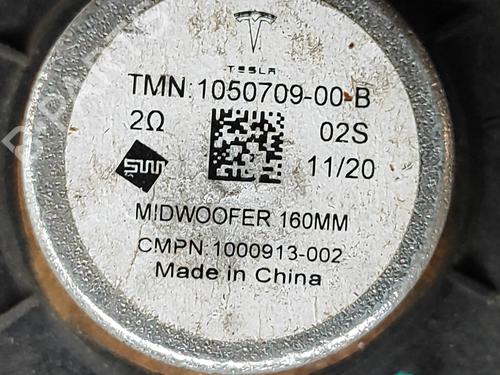 TESLA
TMN: 1050709-00-B
2Ω
02S
11/20
MIDWOOFER 160MM
CMPN 1000913-002
Made in China